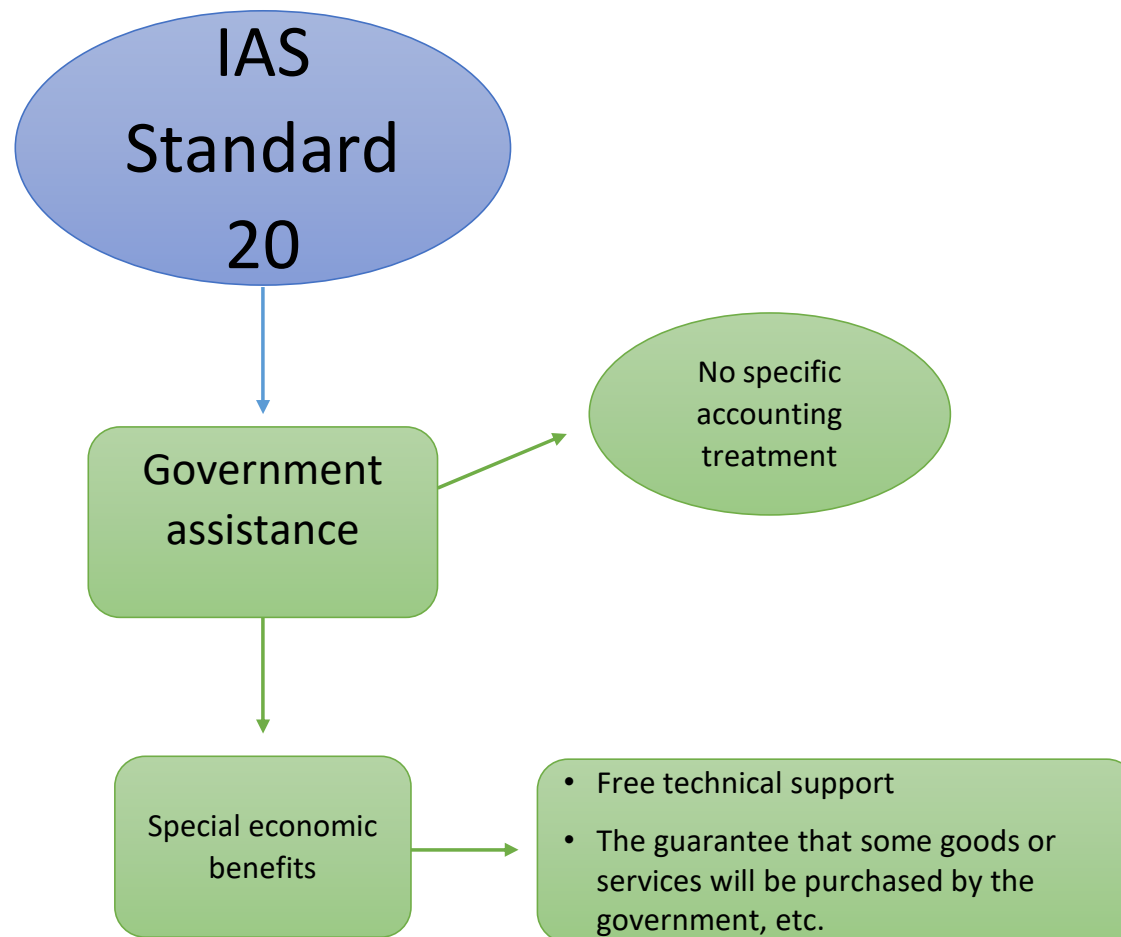 IAS
Standard
20
No specific
accounting
treatment
Government
assistance
Special economic
benefits
• Free technical support
• The guarantee that some goods or
services will be purchased by the
government, etc.